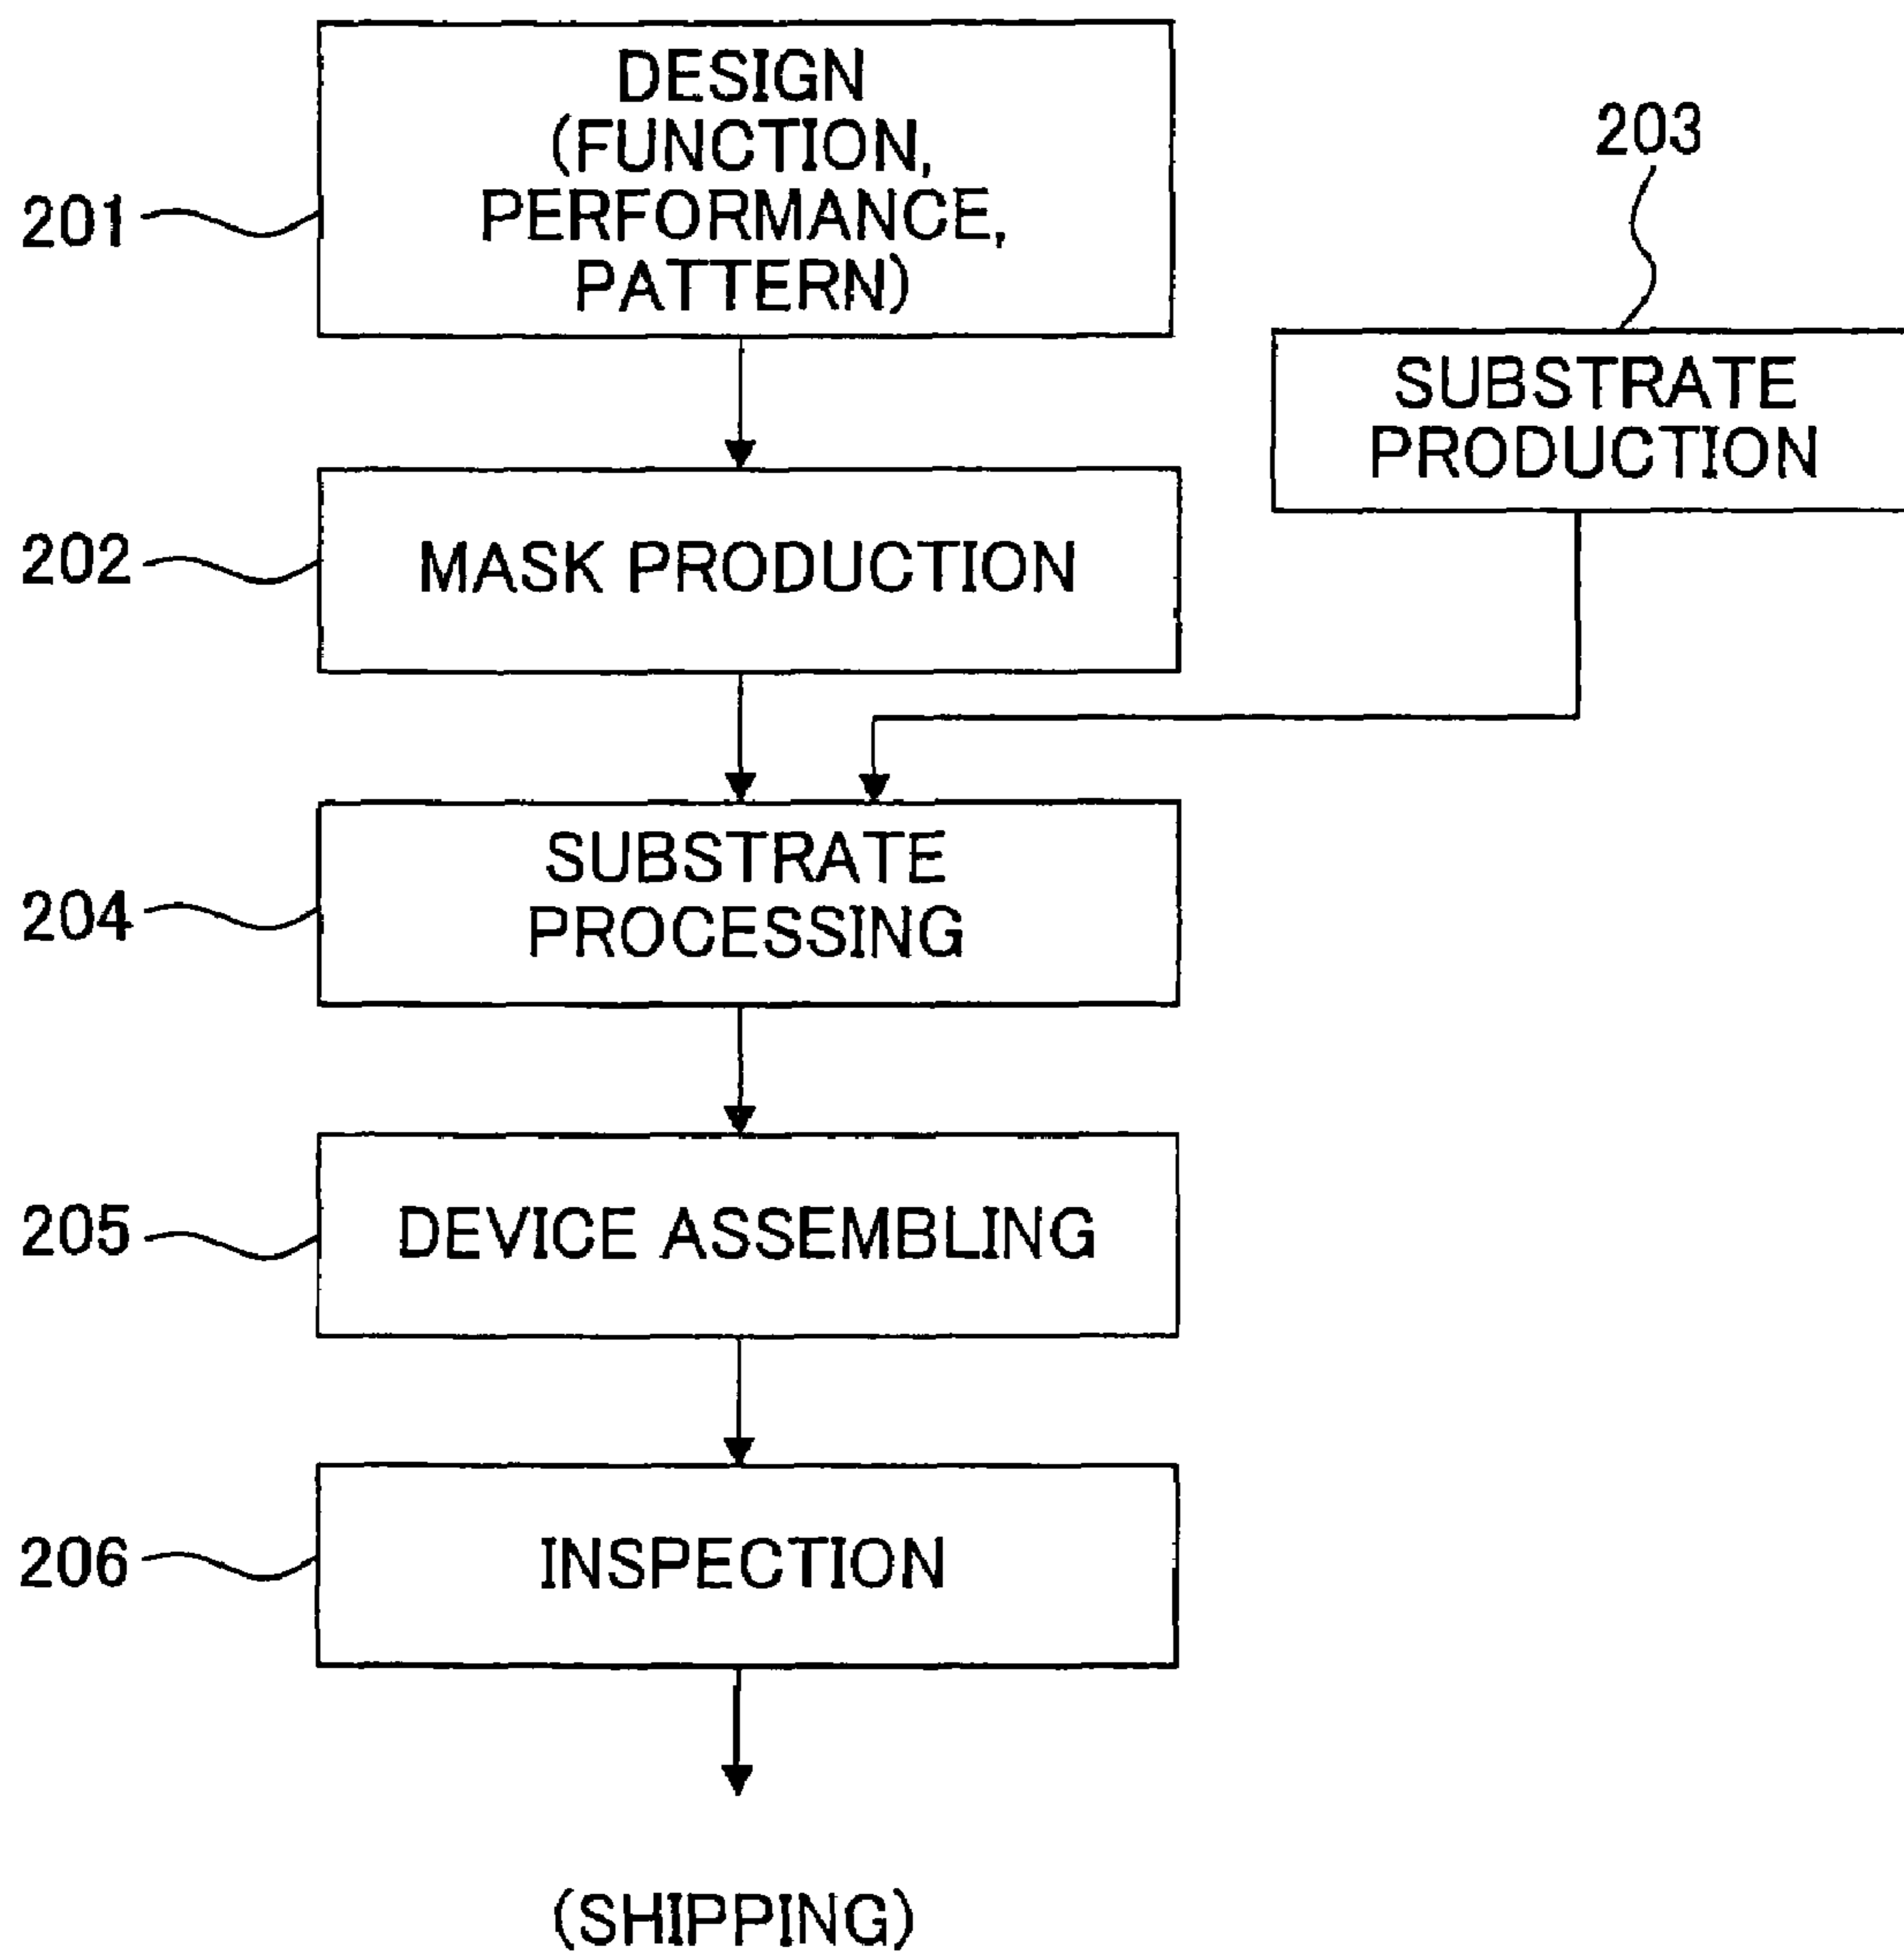 DESIGN
(FUNCTION,
PERFORMANCE,
PATTERN)
201
203
SUBSTRATE
PRODUCTION
202
MASK PRODUCTION
SUBSTRATE
PROCESSING
204
205
DEVICE ASSEMBLING
206
INSPECTION
(SHIPPING)